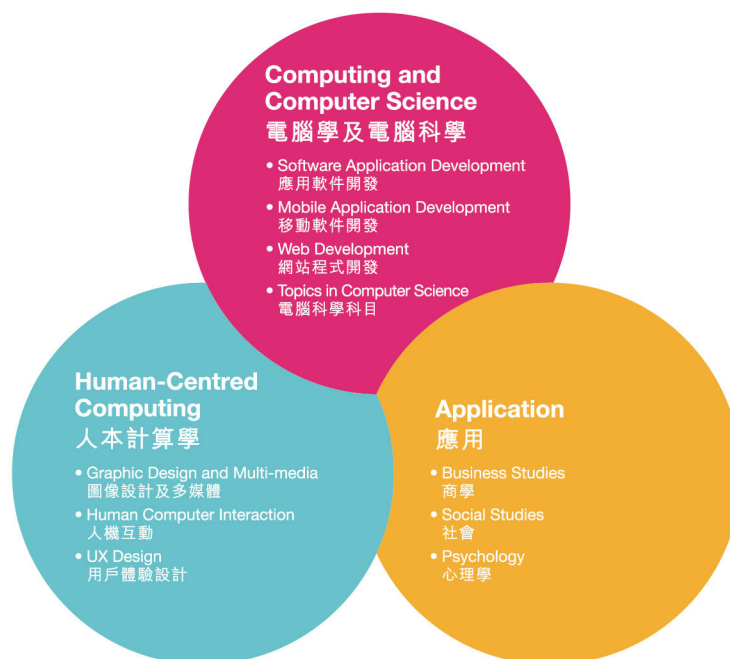 Computing and
Computer Science
電腦學及電腦科學
• Software Application Development
應用軟件開發
• Mobile Application Development
移動軟件開發
• Web Development
網站程式開發
• Topics in Computer Science
電腦科學科目
Human-Centred
Computing
人本計算學
• Graphic Design and Multi-media
圖像設計及多媒體
• Human Computer Interaction
人機互動
• UX Design
用戶體驗設計
Application
應用
• Business Studies
商學
• Social Studies
社會
• Psychology
心理學